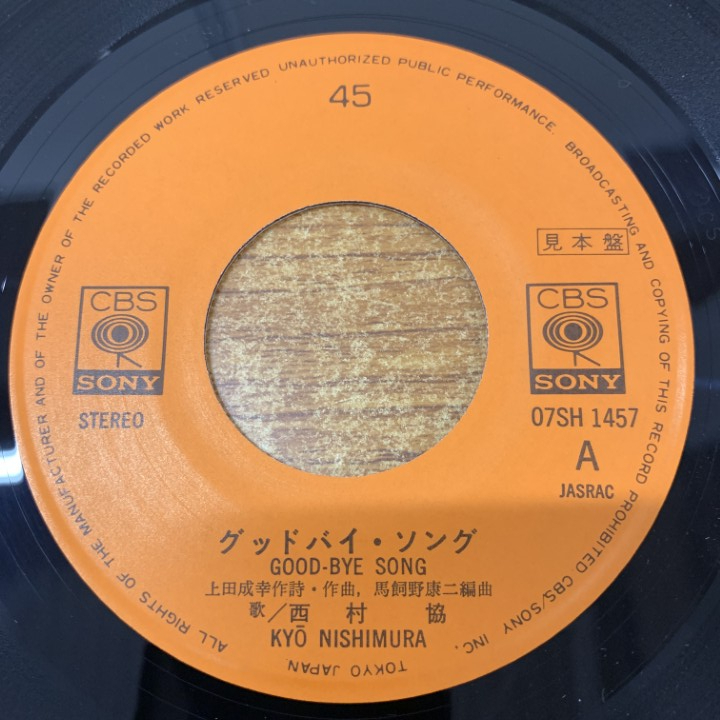 ALL RIGHTS OF THE MANUFACTURER AND OF THE OWNER OF THE RECORDED WORK RESERVED UNAUTHORIZED PUBLIC PERFORMANCE. BROADCASTING AND COPYING OF THIS RECORD PROHIBITED CBS/SONY INC.
45
見本盤
CBS
SONY
STEREO
CBS
SONY
07SH 1457
A
JASRAC
グッドバイ・ソング
GOOD-BYE SONG
上田成幸作詩・作曲, 馬飼野康二編曲
歌／西村 協
KYŌ NISHIMURA
TOKYO JAPAN